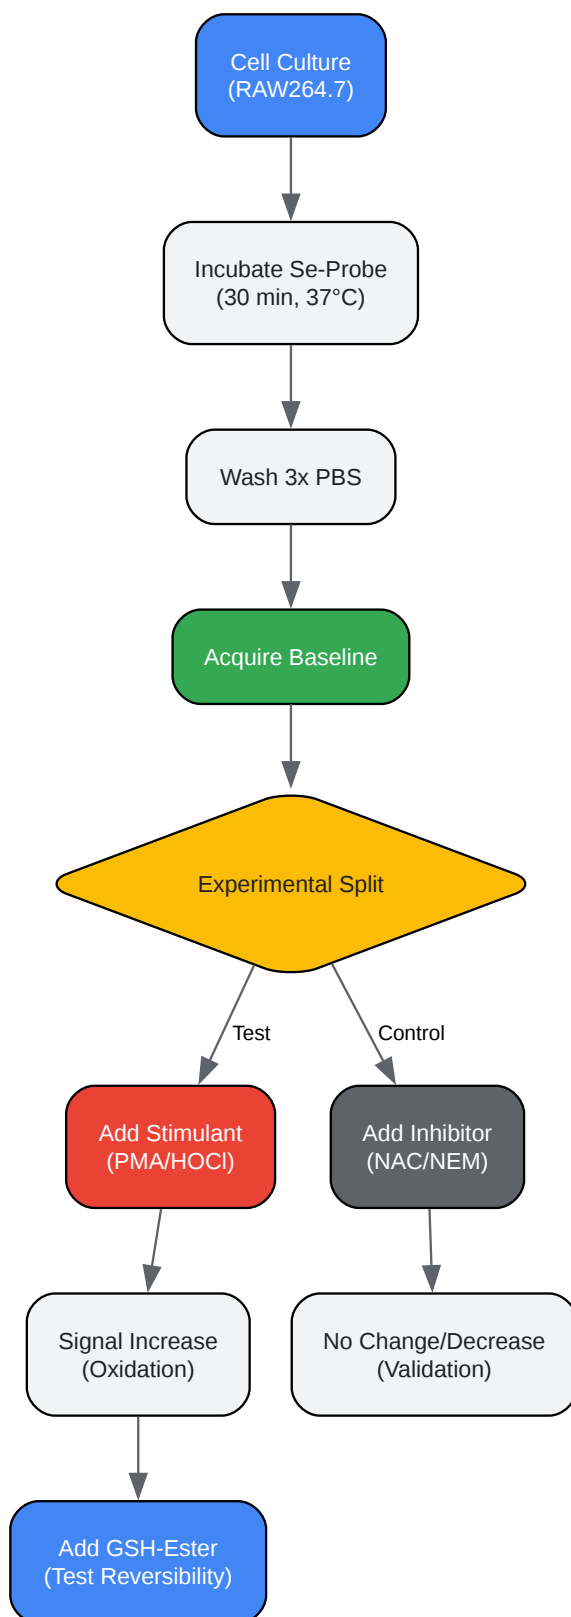 Cell Culture
(RAW264.7)
Incubate Se-Probe
(30 min, 37°C)
Wash 3x PBS
Acquire Baseline
Experimental Split
Test
Control
Add Stimulant
(PMA/HOCl)
Add Inhibitor
(NAC/NEM)
Signal Increase
(Oxidation)
No Change/Decrease
(Validation)
Add GSH-Ester
(Test Reversibility)